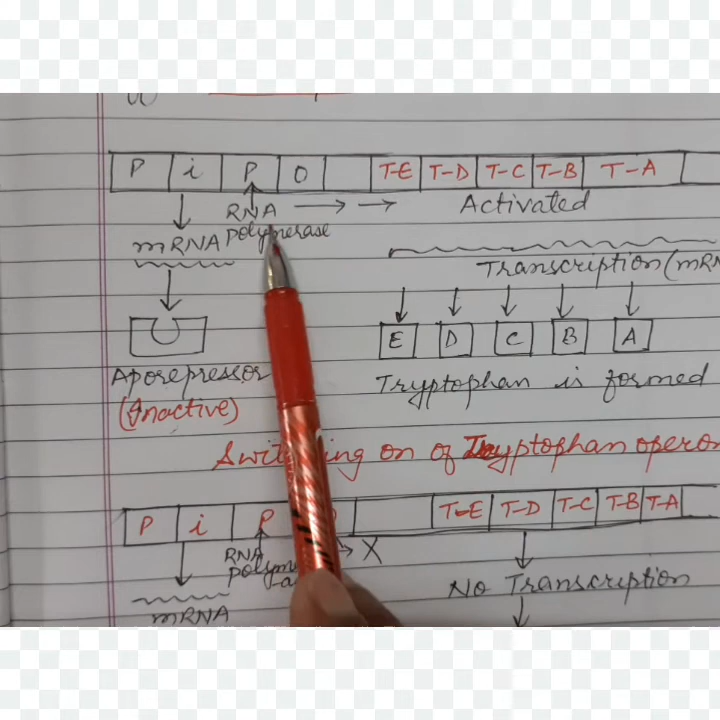 P i P O T-E T-D T-C T-B T-A
RNA Activated
mRNA polymerase
Transcription (mRN
E D C B A
Aporepressor Tryptophan is formed
(Inactive)
Switching on of Tryptophan operon
P i P T-E T-D T-C T-B T-A
RNA X
No Transcription
mRNA